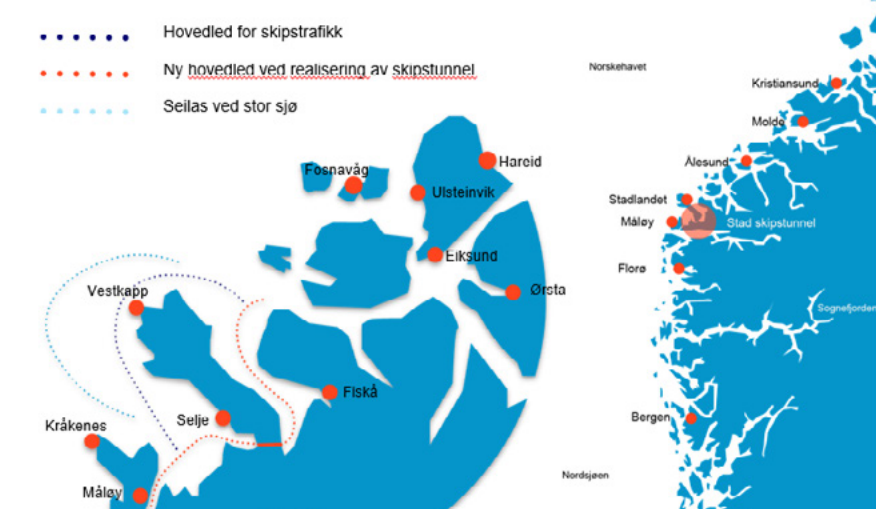 Hovedled for skipstrafikk
Ny hovedled ved realisering av skipstunnel
Seilas ved stor sjø
Norskehavet
Kristiansund
Molde
Ålesund
Stadlandet
Måløy
Stad skipstunnel
Florø
Sognefjorden
Bergen
Nordsjøen
Fosnavåg
Hareid
Ulsteinvik
Eiksund
Ørsta
Vestkapp
Fiskå
Selje
Kråkenes
Måløy